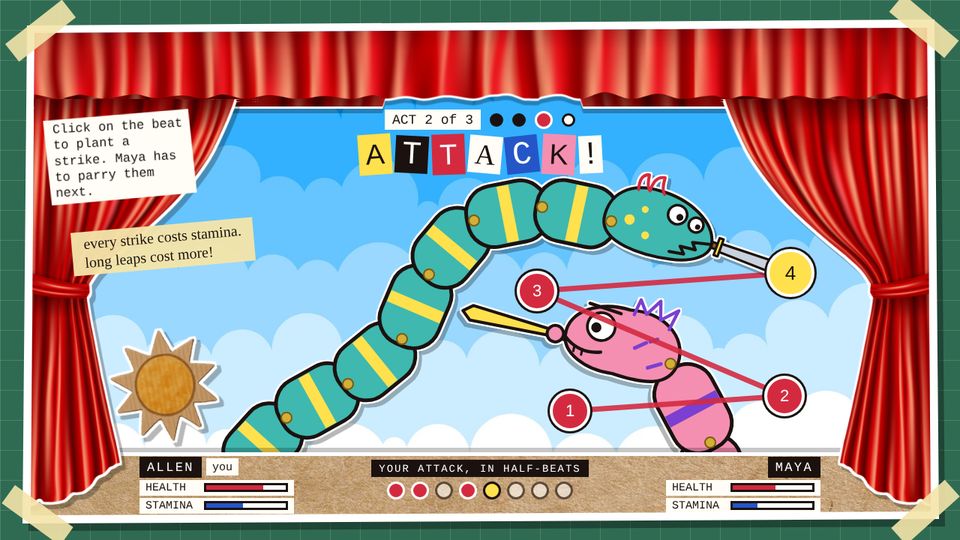 Click on the beat
to plant a
strike. Maya has
to parry them
next.
every strike costs stamina.
long leaps cost more!
ACT 2 of 3
ATTACK!
3
4
1
2
ALLEN you
HEALTH
STAMINA
YOUR ATTACK, IN HALF-BEATS
MAYA
HEALTH
STAMINA